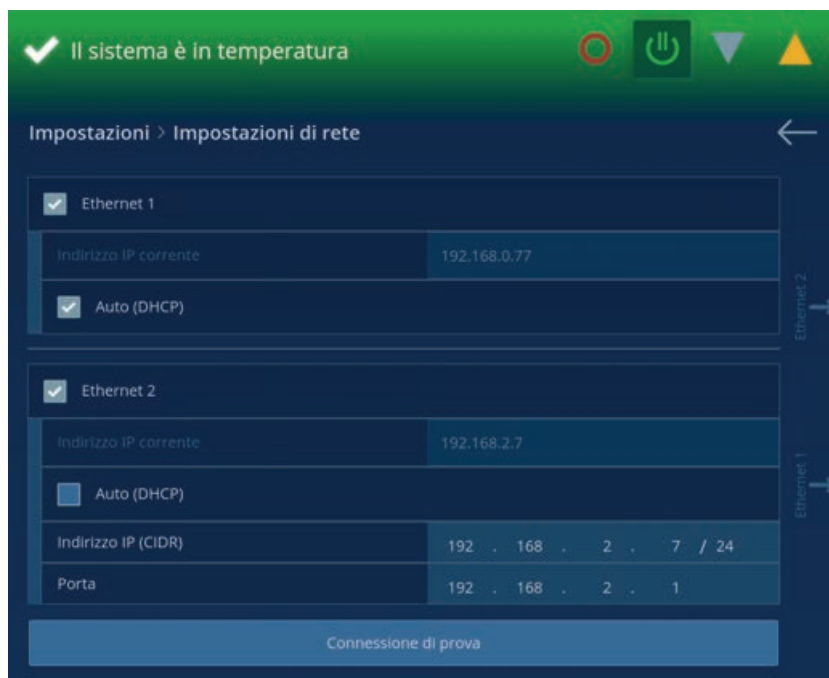 Il sistema è in temperatura
Impostazioni > Impostazioni di rete
Ethernet 1
Indirizzo IP corrente 192.168.0.77
Auto (DHCP)
Ethernet 2
Ethernet 2
Indirizzo IP corrente 192.168.2.7
Auto (DHCP)
Ethernet 1
Indirizzo IP (CIDR) 192 . 168 . 2 . 7 / 24
Porta 192 . 168 . 2 . 1
Connessione di prova